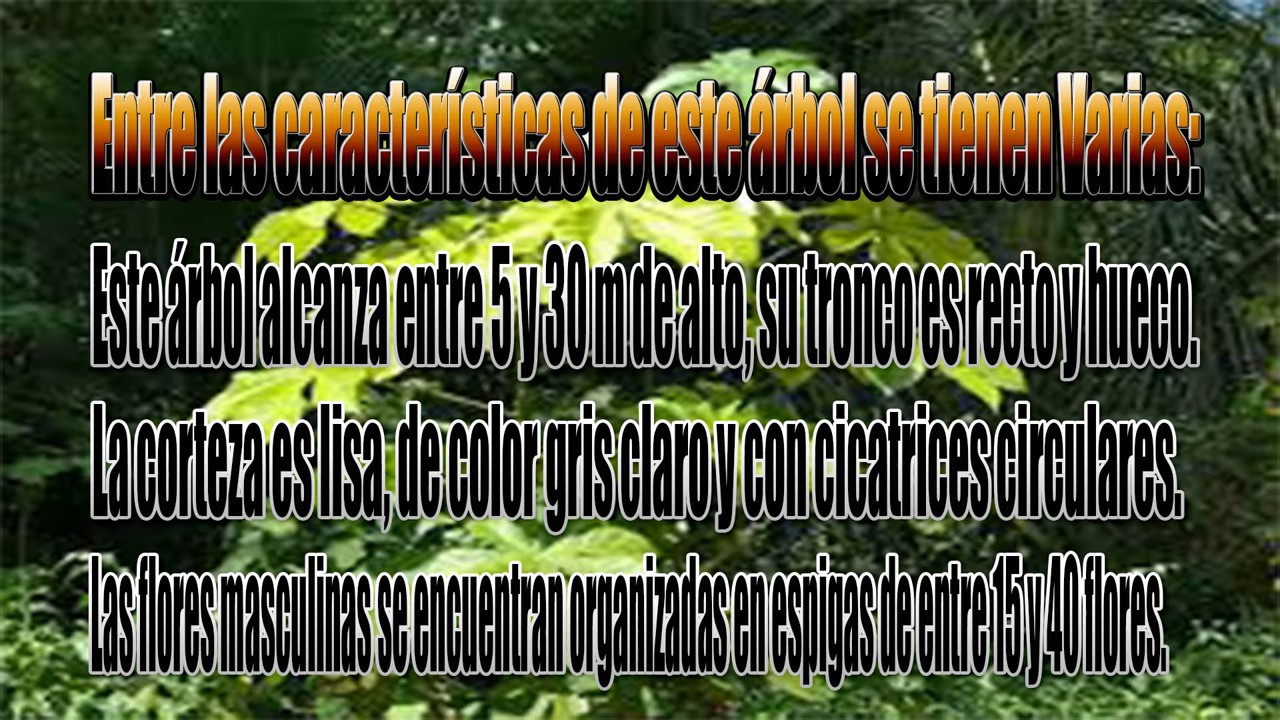 Entre las características de este árbol se tienen Varias:
Este árbol alcanza entre 5 y 30 m de alto, su tronco es recto y hueco.
La corteza es lisa, de color gris claro y con cicatrices circulares.
Las flores masculinas se encuentran organizadas en espigas de entre 15 y 40 flores.